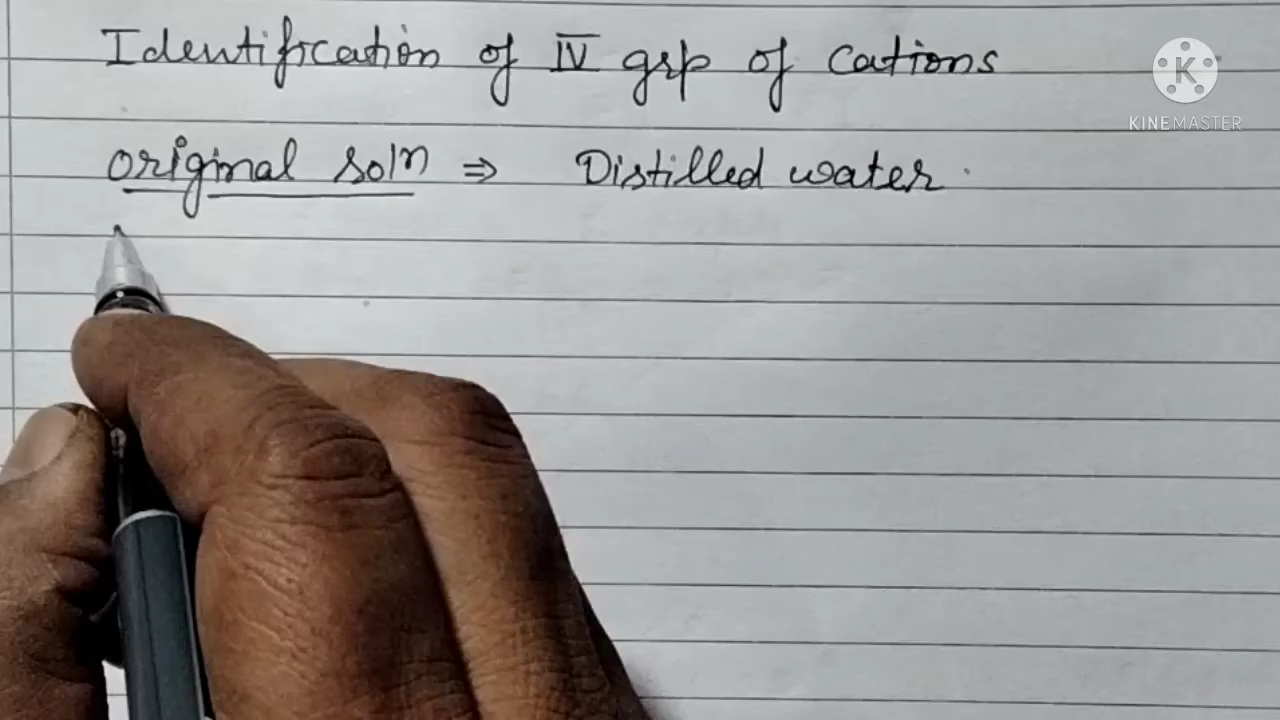 Identification of IV grp of Cations
K
KINEMASTER
original soln ⇒ Distilled water.